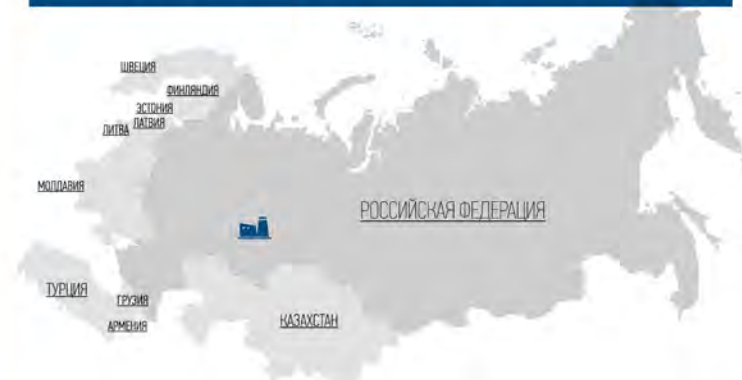 ШВЕЦИЯ
ФИНЛЯНДИЯ
ЭСТОНИЯ
ЛИТВА ЛАТВИЯ
МОЛДАВИЯ
РОССИЙСКАЯ ФЕДЕРАЦИЯ
ТУРЦИЯ
ГРУЗИЯ
АРМЕНИЯ
КАЗАХСТАН